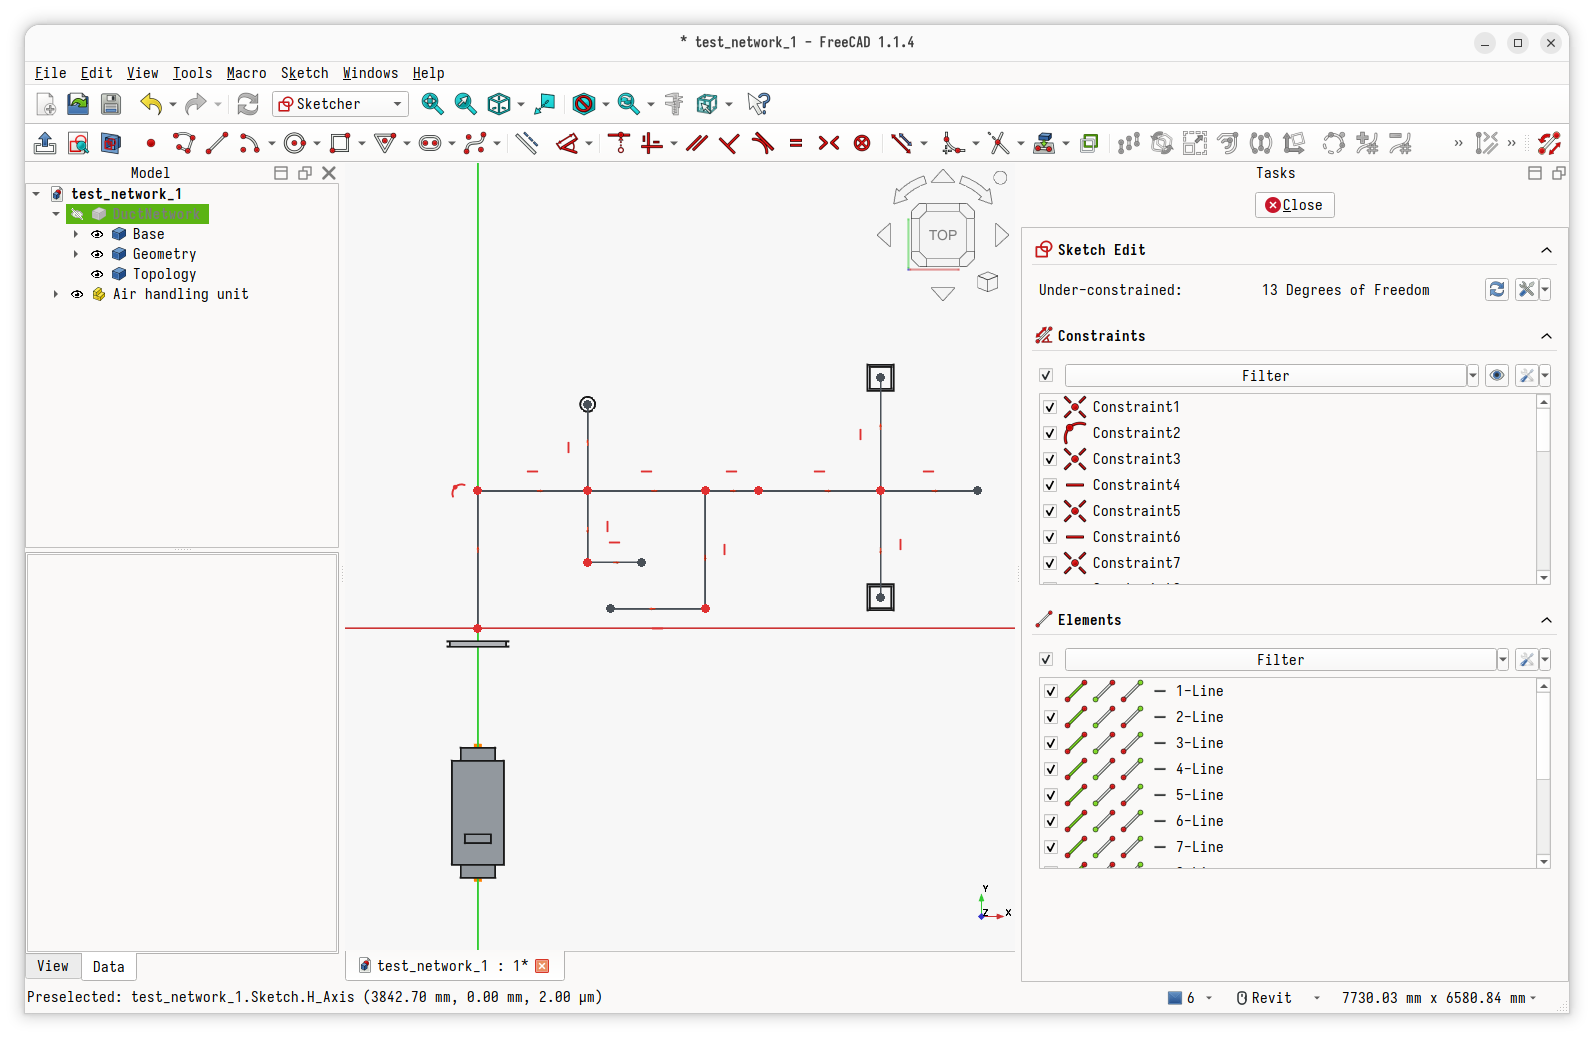 * test_network_1 - FreeCAD 1.1.4
File Edit View Tools Macro Sketch Windows Help
Sketcher
Model
test_network_1
DuctNetwork
Base
Geometry
Topology
Air handling unit
View
Data
TOP
Y
Z
X
test_network_1 : 1*
Tasks
Close
Sketch Edit
Under-constrained: 13 Degrees of Freedom
Constraints
Filter
Constraint1
Constraint2
Constraint3
Constraint4
Constraint5
Constraint6
Constraint7
Elements
Filter
1-Line
2-Line
3-Line
4-Line
5-Line
6-Line
7-Line
Preselected: test_network_1.Sketch.H_Axis (3842.70 mm, 0.00 mm, 2.00 µm)
6
Revit
7730.03 mm x 6580.84 mm